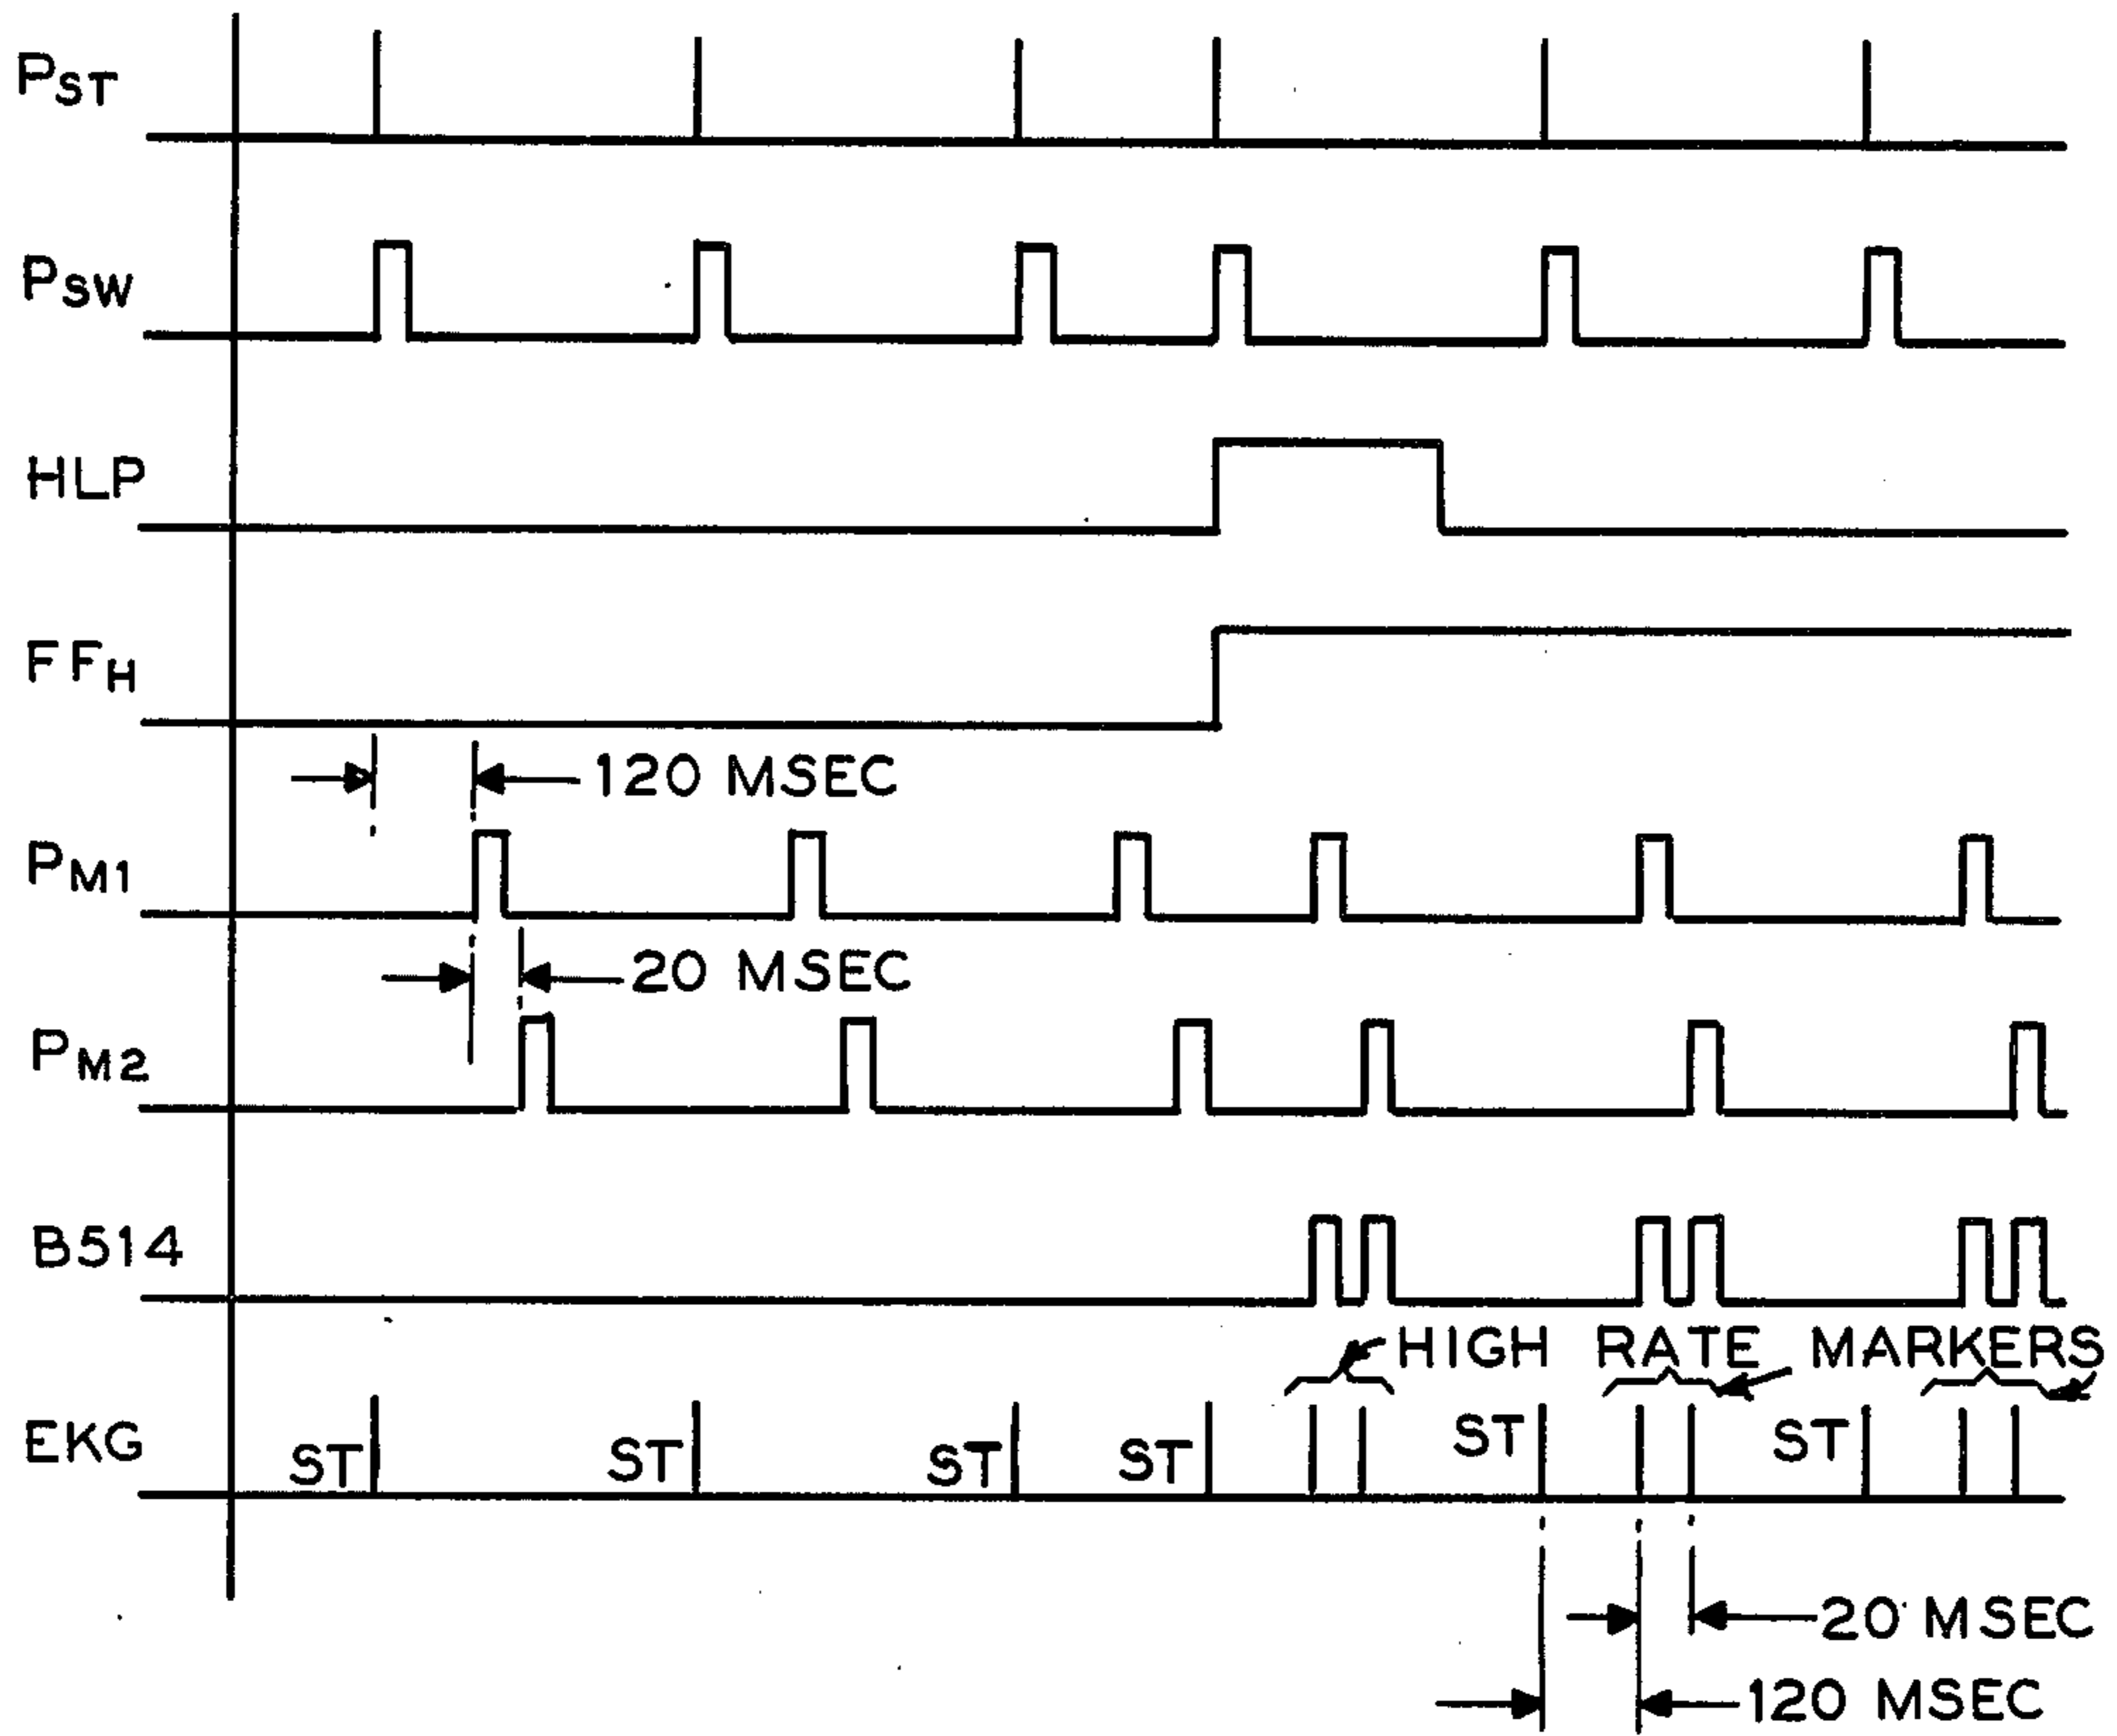 PST
PSW
HLP
FFH
120 MSEC
PM1
20 MSEC
PM2
B514
HIGH RATE MARKERS
EKG
ST ST ST ST ST ST
20 MSEC
120 MSEC